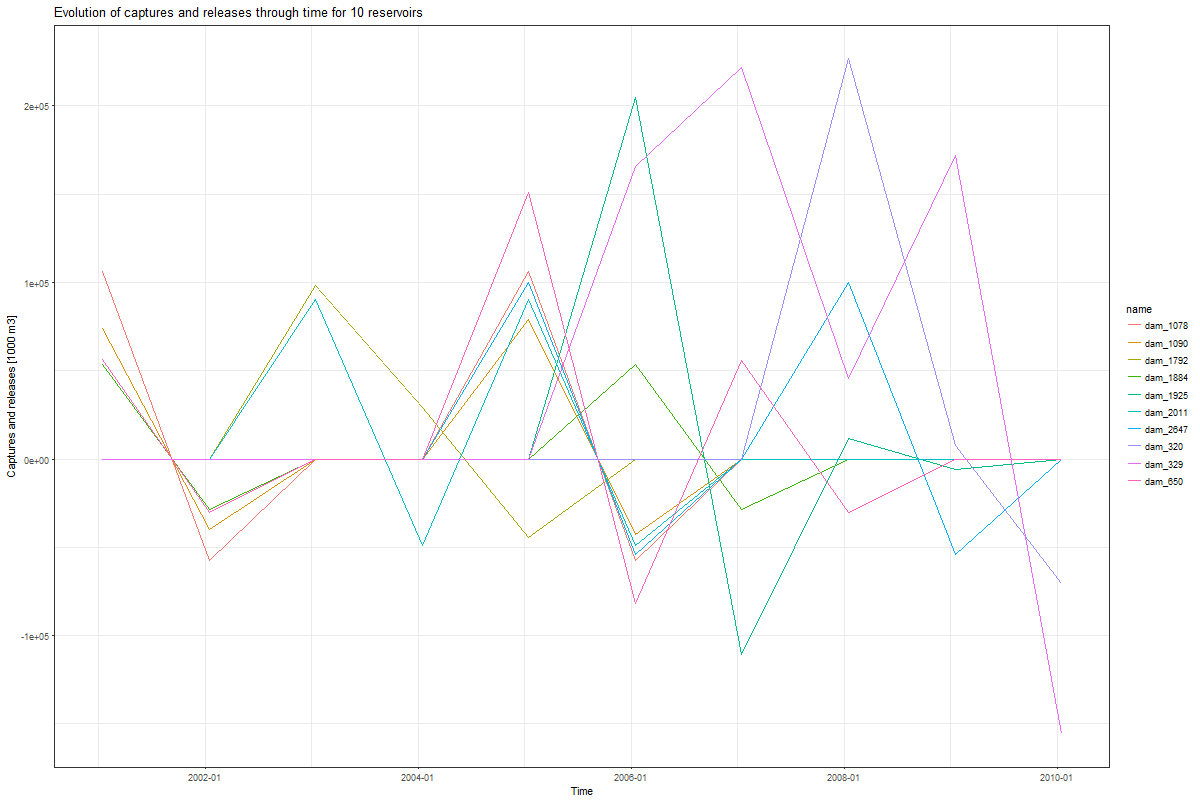 Evolution of captures and releases through time for 10 reservoirs
Captures and releases [1000 m3]
2e+05
1e+05
0e+00
-1e+05
2002-01
2004-01
2006-01
2008-01
2010-01
Time
name
dam_1078
dam_1090
dam_1792
dam_1884
dam_1925
dam_2011
dam_2647
dam_320
dam_329
dam_650